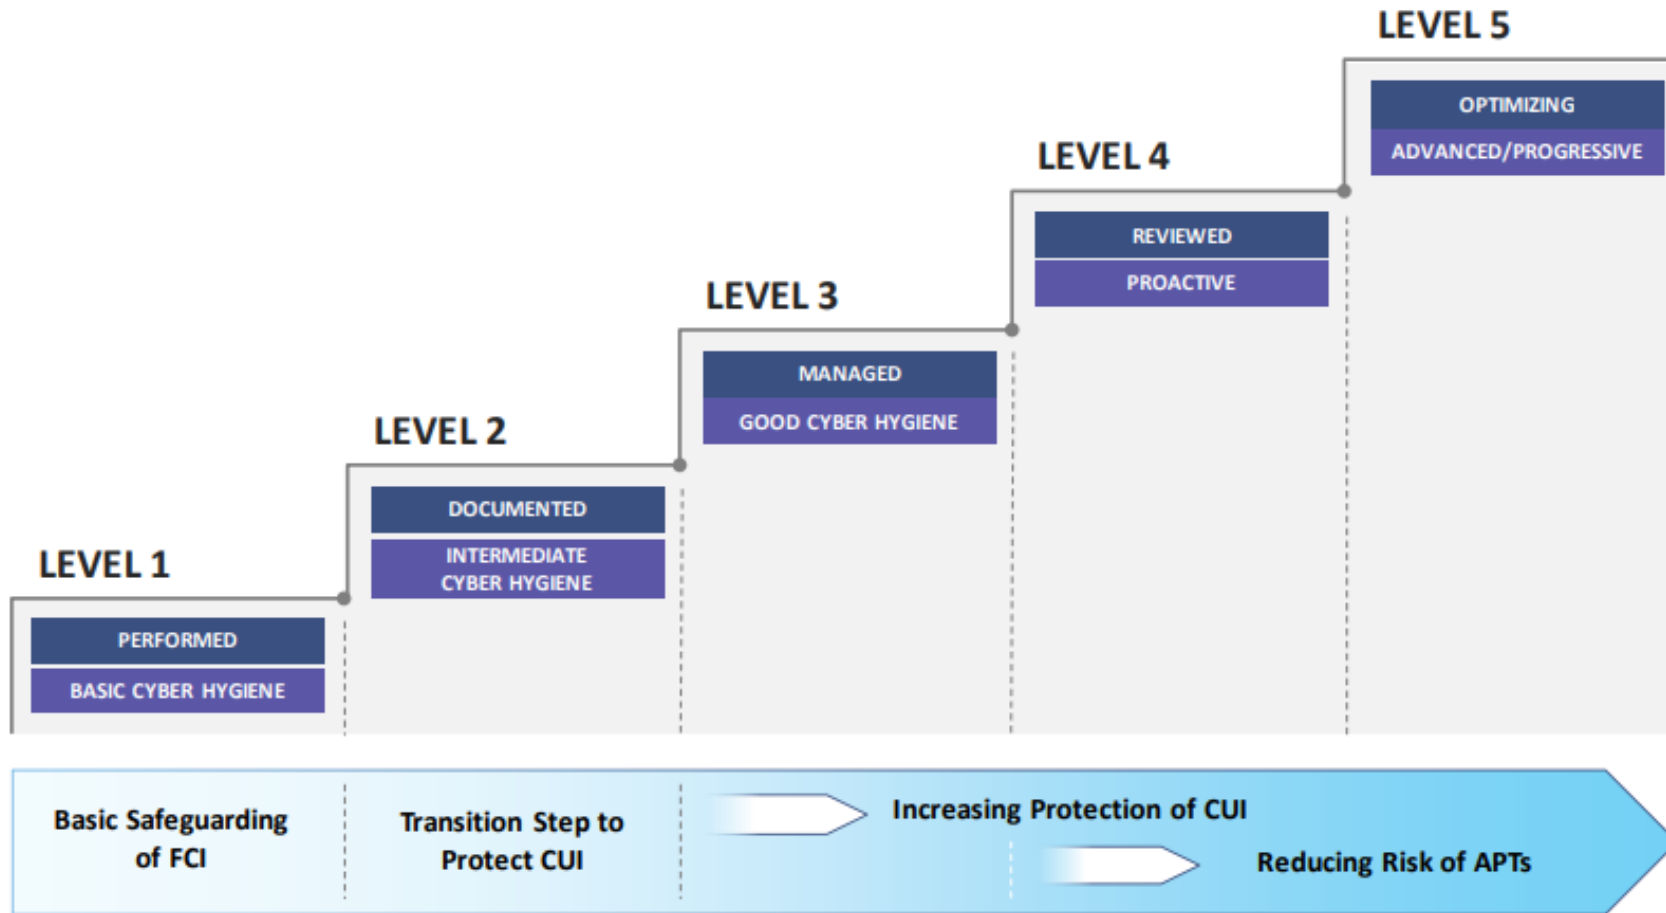 LEVEL 1
PERFORMED
BASIC CYBER HYGIENE
LEVEL 2
DOCUMENTED
INTERMEDIATE
CYBER HYGIENE
LEVEL 3
MANAGED
GOOD CYBER HYGIENE
LEVEL 4
REVIEWED
PROACTIVE
LEVEL 5
OPTIMIZING
ADVANCED/PROGRESSIVE
Basic Safeguarding
of FCI
Transition Step to
Protect CUI
Increasing Protection of CUI
Reducing Risk of APTs